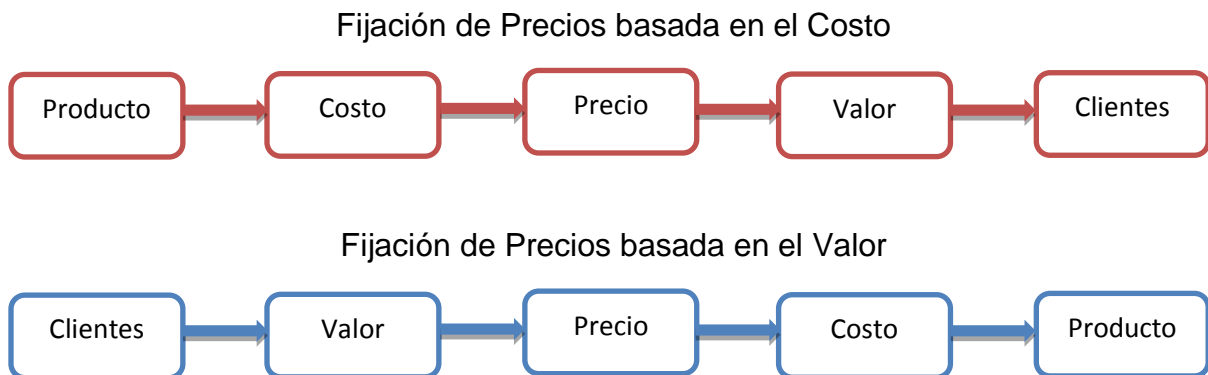 Fijación de Precios basada en el Costo
Producto Costo Precio Valor Clientes
Fijación de Precios basada en el Valor
Clientes Valor Precio Costo Producto